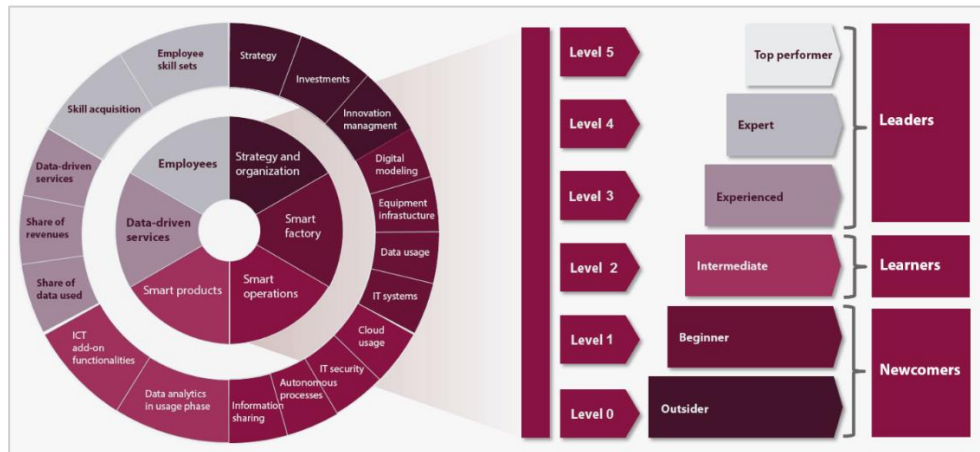 Employee
skill sets
Strategy
Investments
Innovation
managment
Digital
modeling
Equipment
infrastucture
Data usage
IT systems
Cloud
usage
IT security
Autonomous
processes
Information
sharing
Data analytics
in usage phase
ICT
add-on
functionalities
Share of
data used
Share of
revenues
Data-driven
services
Skill acquisition
Employees
Strategy and
organization
Smart
factory
Smart
operations
Smart products
Data-driven
services
Level 5
Top performer
Level 4
Expert
Level 3
Experienced
Leaders
Level 2
Intermediate
Learners
Level 1
Beginner
Level 0
Outsider
Newcomers